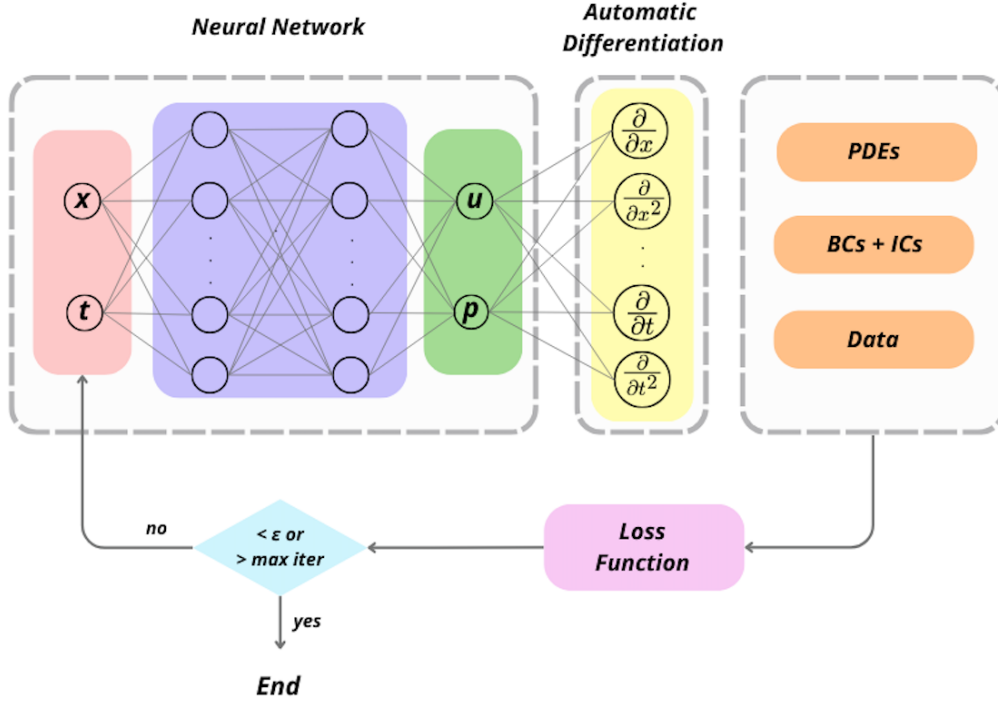 Neural Network
Automatic
Differentiation
x
t
u
p
∂/∂x
∂/∂x²
∂/∂t
∂/∂t²
PDEs
BCs + ICs
Data
Loss
Function
< ε or
> max iter
no
yes
End